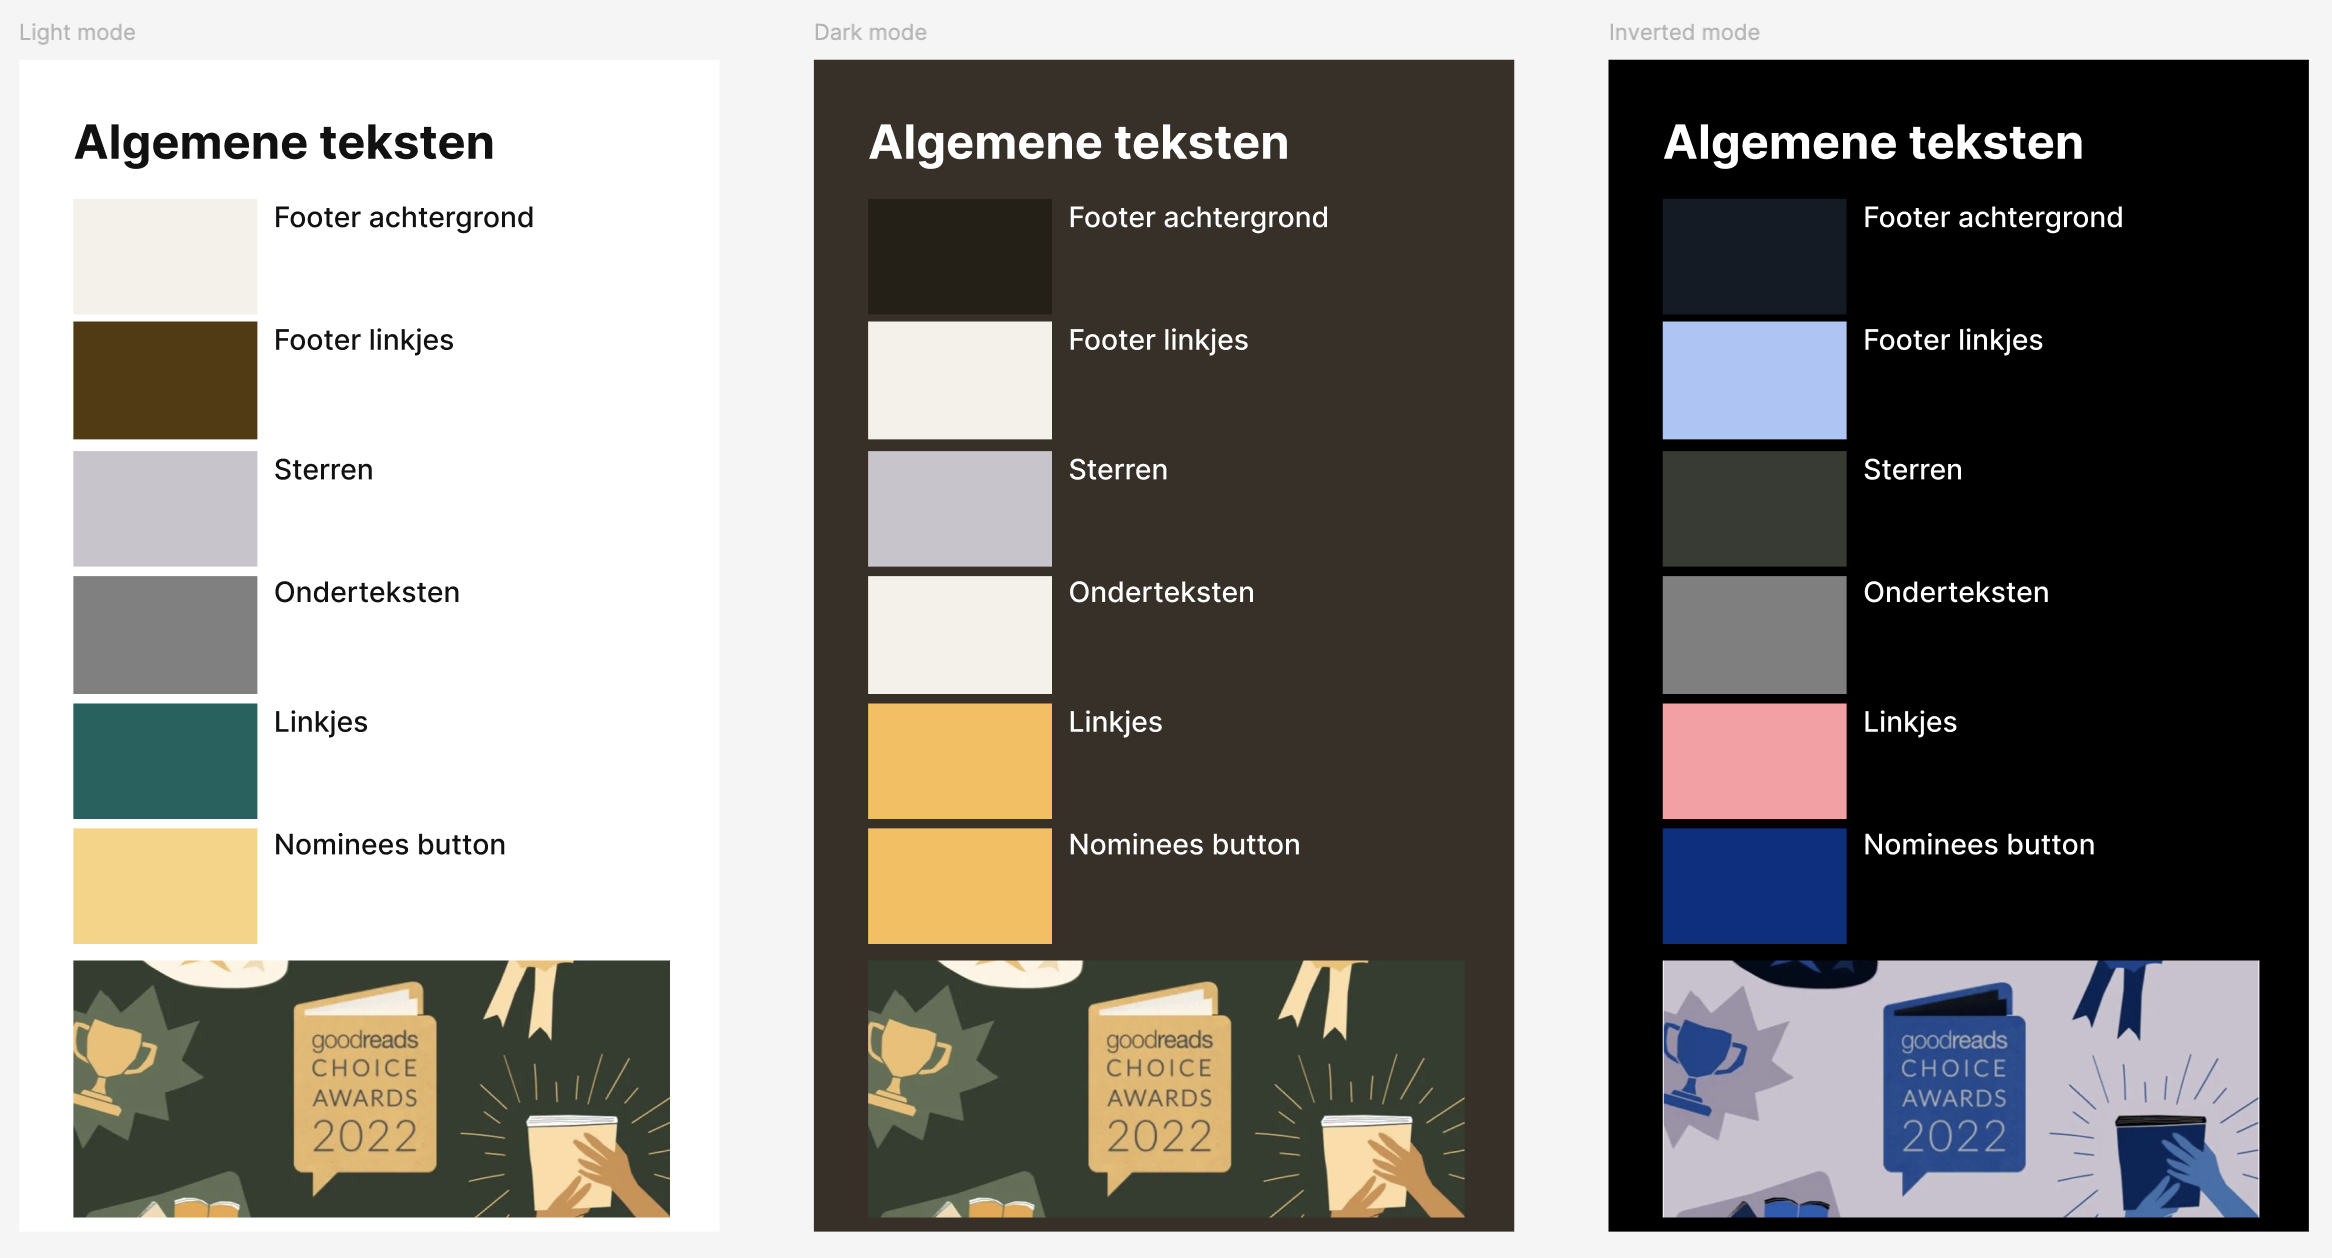 Light mode
Algemene teksten
Footer achtergrond
Footer linkjes
Sterren
Onderteksten
Linkjes
Nominees button
goodreads
CHOICE
AWARDS
2022
Dark mode
Algemene teksten
Footer achtergrond
Footer linkjes
Sterren
Onderteksten
Linkjes
Nominees button
goodreads
CHOICE
AWARDS
2022
Inverted mode
Algemene teksten
Footer achtergrond
Footer linkjes
Sterren
Onderteksten
Linkjes
Nominees button
goodreads
CHOICE
AWARDS
2022